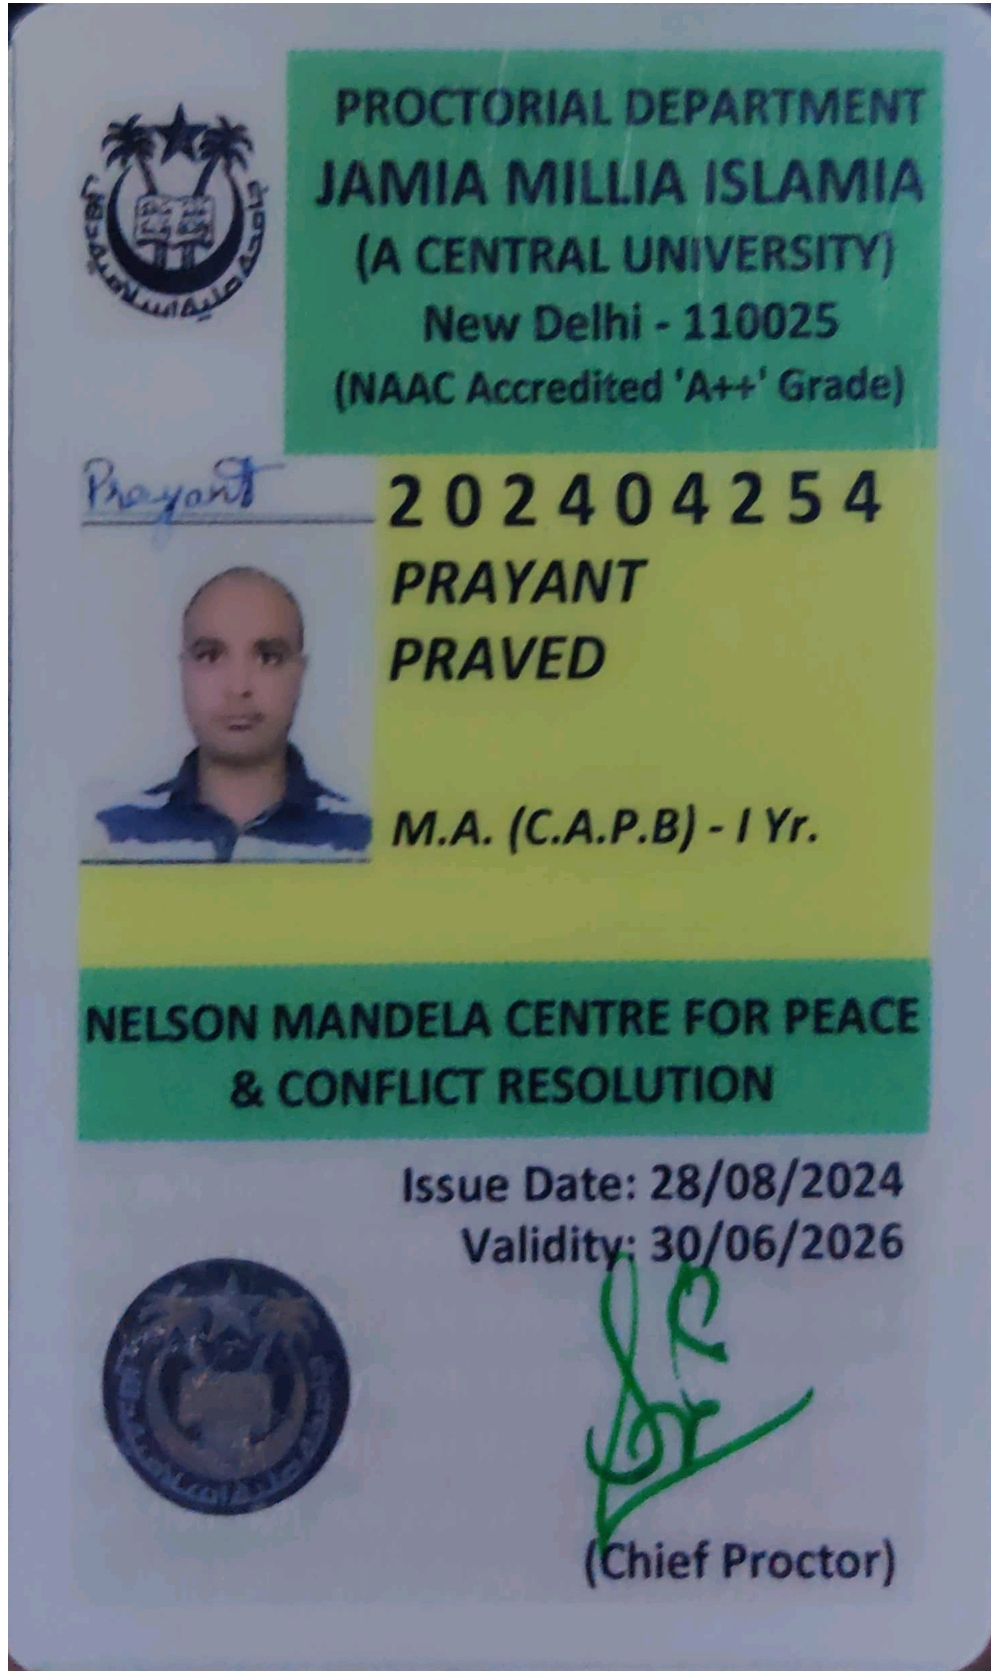 PROCTORIAL DEPARTMENT
JAMIA MILLIA ISLAMIA
(A CENTRAL UNIVERSITY)
New Delhi - 110025
(NAAC Accredited 'A++' Grade)
جامعہ ملیہ اسلامیہ دہلی
Prayant
202404254
PRAYANT
PRAVED
M.A. (C.A.P.B) - I Yr.
NELSON MANDELA CENTRE FOR PEACE
& CONFLICT RESOLUTION
Issue Date: 28/08/2024
Validity: 30/06/2026
(Chief Proctor)